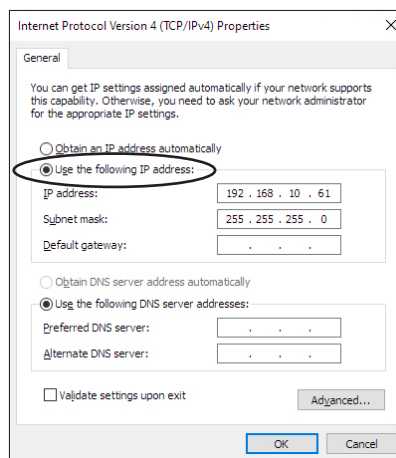 Internet Protocol Version 4 (TCP/IPv4) Properties
General
You can get IP settings assigned automatically if your network supports
this capability. Otherwise, you need to ask your network administrator
for the appropriate IP settings.
Obtain an IP address automatically
Use the following IP address:
IP address: 192 . 168 . 10 . 61
Subnet mask: 255 . 255 . 255 . 0
Default gateway: . . .
Obtain DNS server address automatically
Use the following DNS server addresses:
Preferred DNS server: . . .
Alternate DNS server: . . .
Validate settings upon exit
Advanced...
OK Cancel